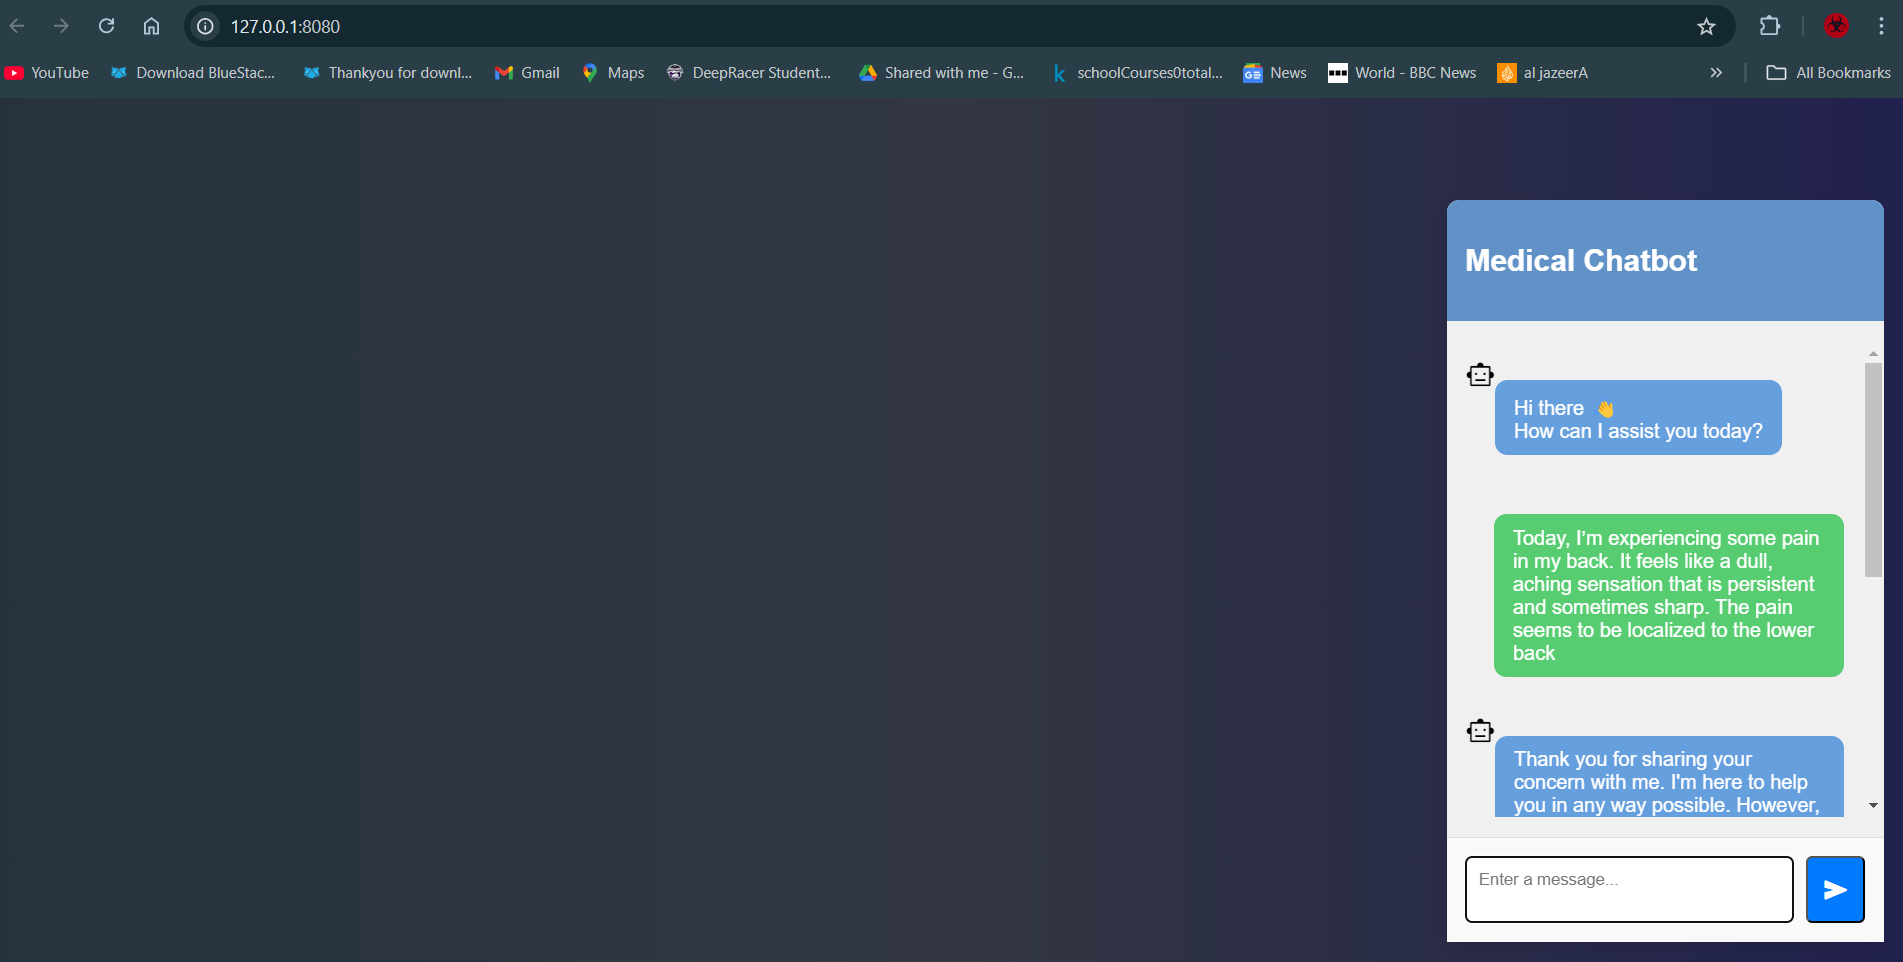 127.0.0.1:8080
YouTube Download BlueStac... Thankyou for downl... Gmail Maps DeepRacer Student... Shared with me - G... schoolCourses0total... News World - BBC News al jazeerA All Bookmarks
Medical Chatbot
Hi there 👋
How can I assist you today?
Today, I'm experiencing some pain
in my back. It feels like a dull,
aching sensation that is persistent
and sometimes sharp. The pain
seems to be localized to the lower
back
Thank you for sharing your
concern with me. I'm here to help
you in any way possible. However,
Enter a message...